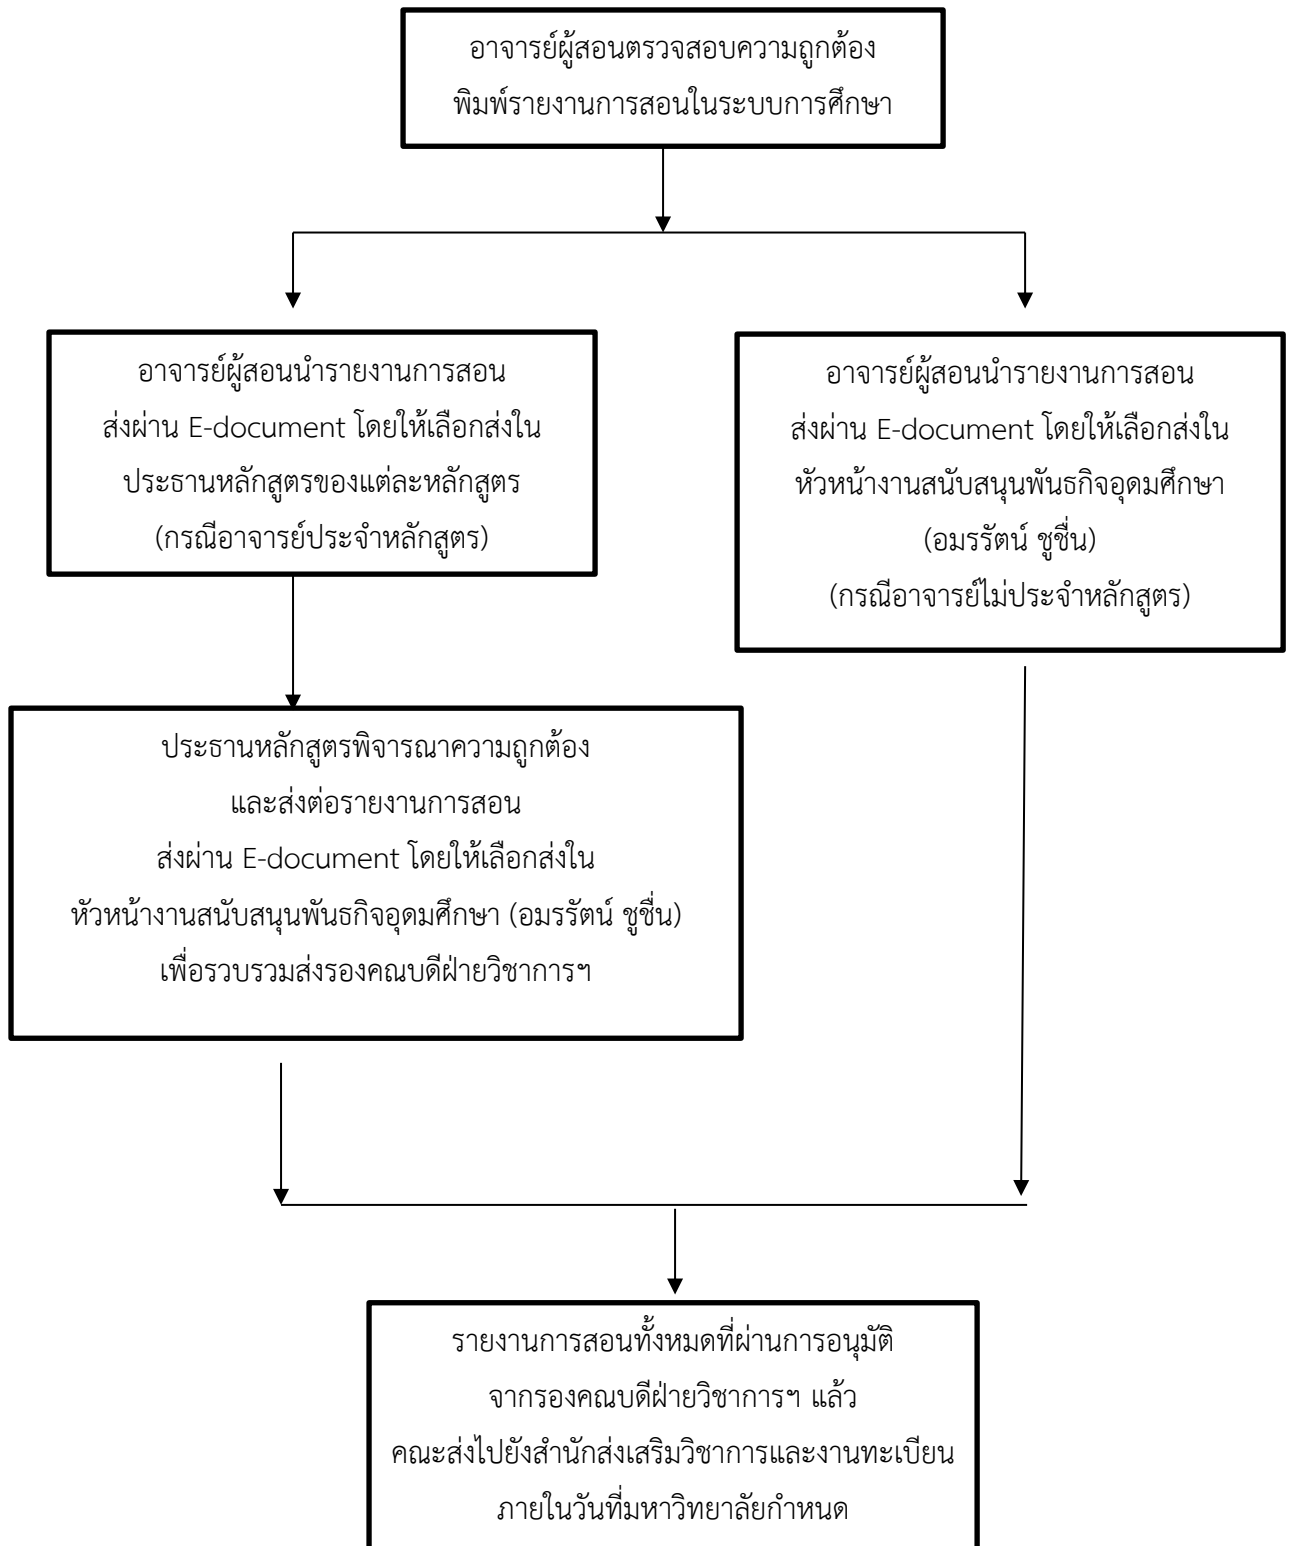 อาจารย์ผู้สอนตรวจสอบความถูกต้อง
พิมพ์รายงานการสอนในระบบการศึกษา
อาจารย์ผู้สอนนำรายงานการสอน
ส่งผ่าน E-document โดยให้เลือกส่งใน
ประธานหลักสูตรของแต่ละหลักสูตร
(กรณีอาจารย์ประจำหลักสูตร)
อาจารย์ผู้สอนนำรายงานการสอน
ส่งผ่าน E-document โดยให้เลือกส่งใน
หัวหน้างานสนับสนุนพันธกิจอุดมศึกษา
(อมรรัตน์ ชูชื่น)
(กรณีอาจารย์ไม่ประจำหลักสูตร)
ประธานหลักสูตรพิจารณาความถูกต้อง
และส่งต่อรายงานการสอน
ส่งผ่าน E-document โดยให้เลือกส่งใน
หัวหน้างานสนับสนุนพันธกิจอุดมศึกษา (อมรรัตน์ ชูชื่น)
เพื่อรวบรวมส่งรองคณบดีฝ่ายวิชาการฯ
รายงานการสอนทั้งหมดที่ผ่านการอนุมัติ
จากรองคณบดีฝ่ายวิชาการฯ แล้ว
คณะส่งไปยังสำนักส่งเสริมวิชาการและงานทะเบียน
ภายในวันที่มหาวิทยาลัยกำหนด